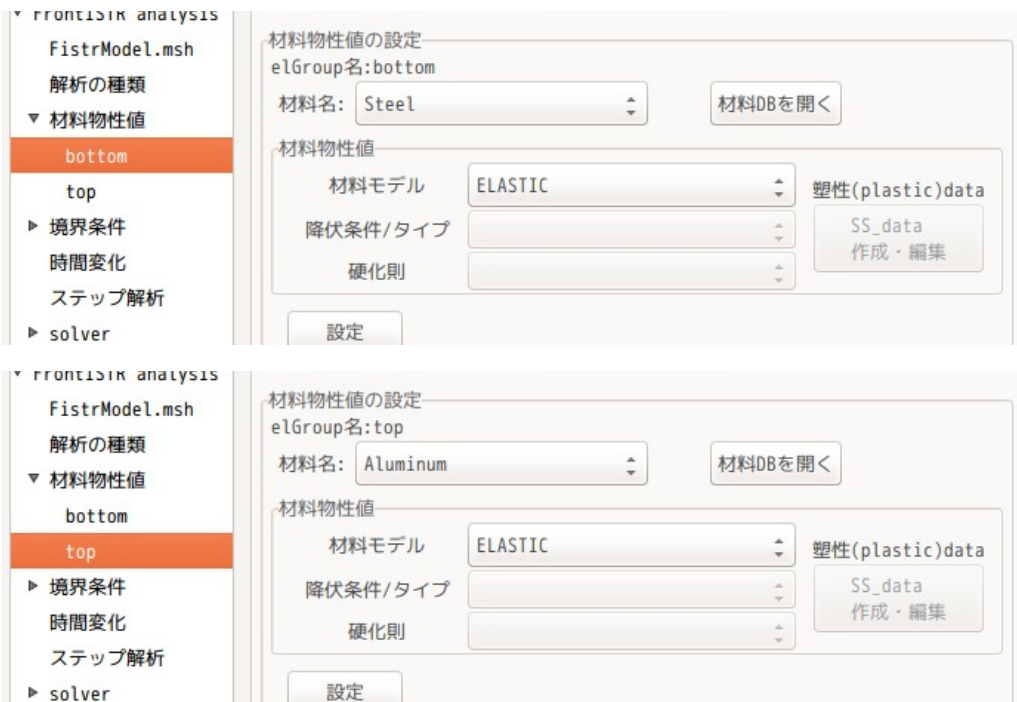 FrontISTR analysis
FistrModel.msh
解析の種類
材料物性値
bottom
top
境界条件
時間変化
ステップ解析
solver
材料物性値の設定
elGroup名:bottom
材料名: Steel
材料DBを開く
材料物性値
材料モデル ELASTIC
降伏条件/タイプ
硬化則
塑性(plastic)data
SS_data
作成・編集
設定
FrontISTR analysis
FistrModel.msh
解析の種類
材料物性値
bottom
top
境界条件
時間変化
ステップ解析
solver
材料物性値の設定
elGroup名:top
材料名: Aluminum
材料DBを開く
材料物性値
材料モデル ELASTIC
降伏条件/タイプ
硬化則
塑性(plastic)data
SS_data
作成・編集
設定